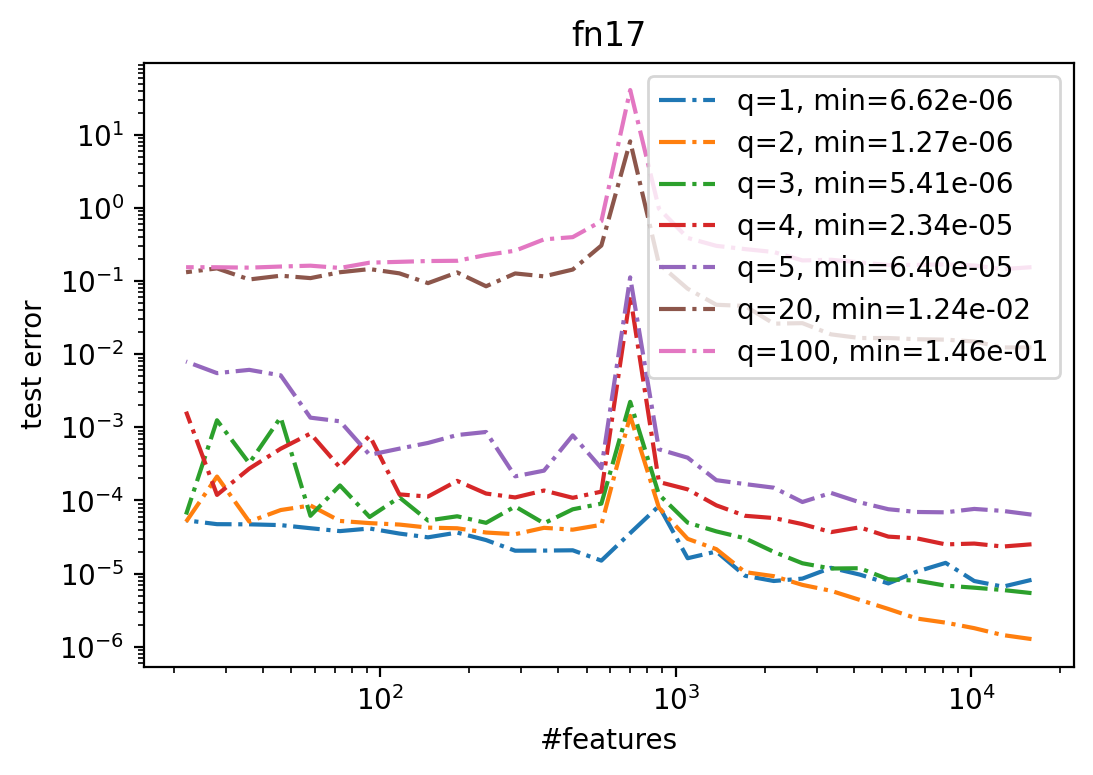 fn17
test error
10¹
10⁰
10⁻¹
10⁻²
10⁻³
10⁻⁴
10⁻⁵
10⁻⁶
q=1, min=6.62e-06
q=2, min=1.27e-06
q=3, min=5.41e-06
q=4, min=2.34e-05
q=5, min=6.40e-05
q=20, min=1.24e-02
q=100, min=1.46e-01
10²
10³
10⁴
#features